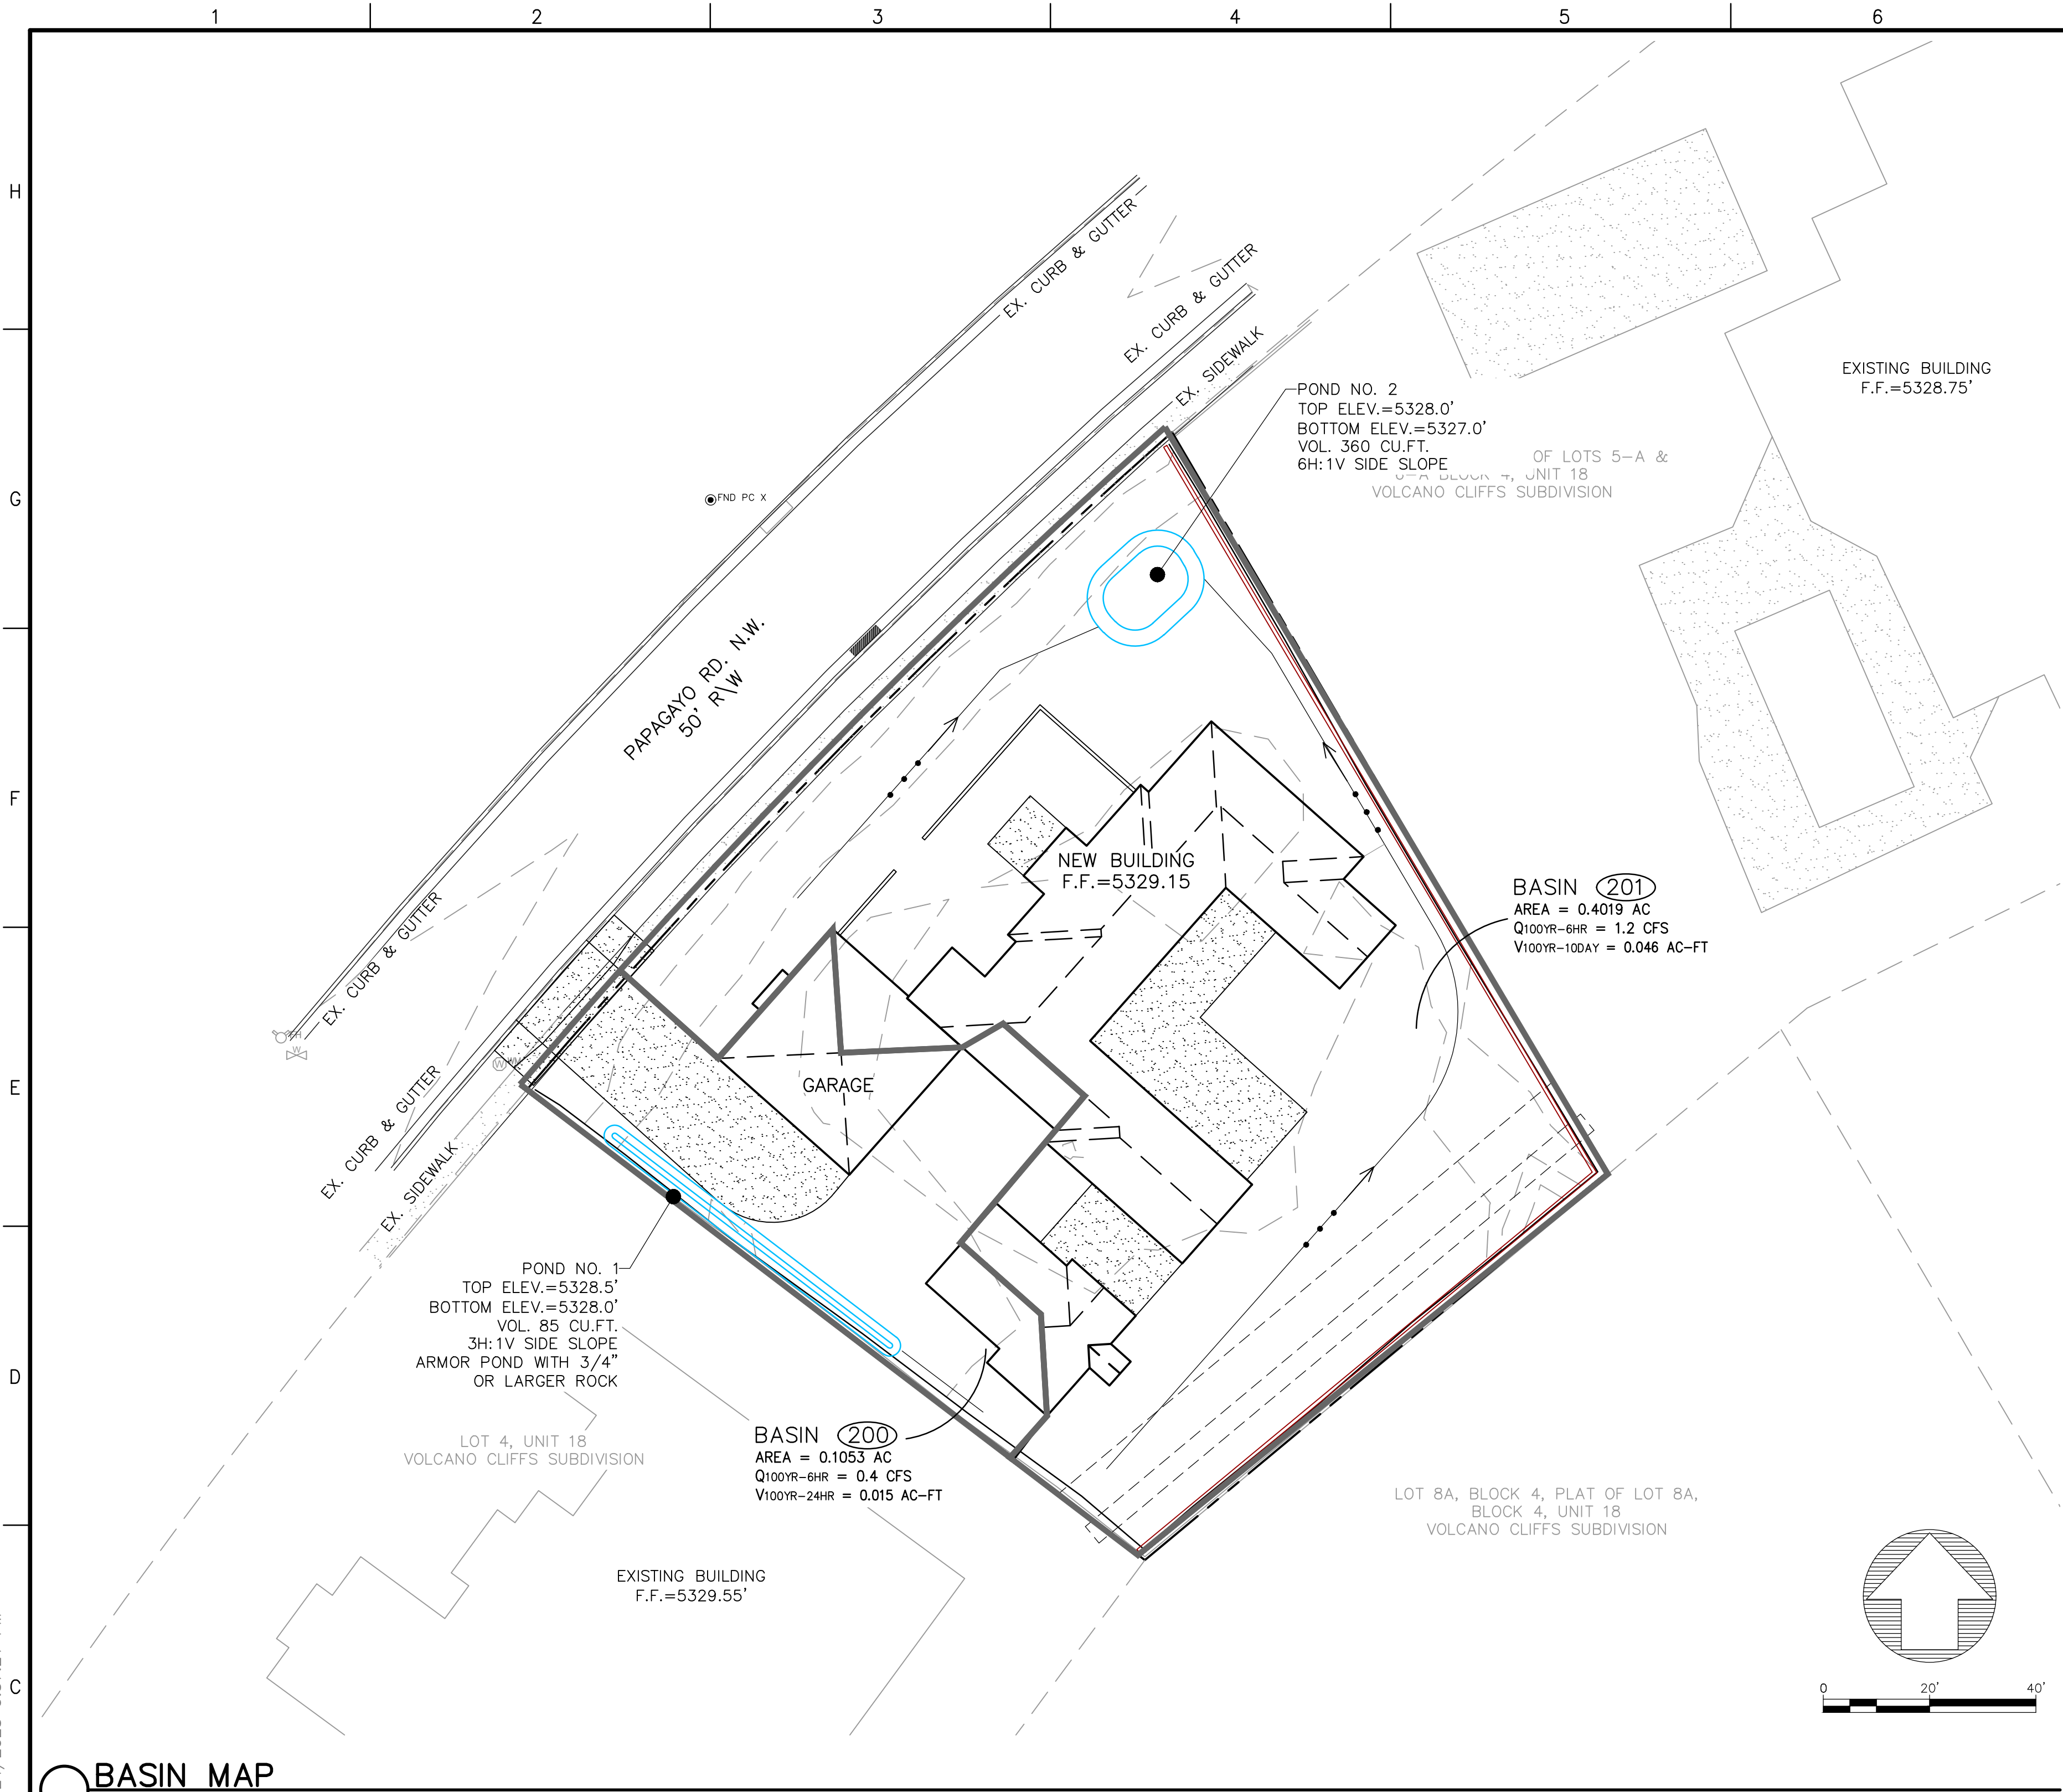 1
2
3
4
5
6
H
G
F
E
D
C
EX. CURB & GUTTER
EX. CURB & GUTTER
EX. SIDEWALK
EXISTING BUILDING
F.F.=5328.75'
POND NO. 2
TOP ELEV.=5328.0'
BOTTOM ELEV.=5327.0'
VOL. 360 CU.FT.
6H:1V SIDE SLOPE
OF LOTS 5-A &
6-A BLOCK 4, UNIT 18
VOLCANO CLIFFS SUBDIVISION
FND PC X
PAPAGAYO RD. N.W.
50' R\W
NEW BUILDING
F.F.=5329.15
BASIN 201
AREA = 0.4019 AC
Q100YR-6HR = 1.2 CFS
V100YR-10DAY = 0.046 AC-FT
EX. CURB & GUTTER
FH
W
W WM
GARAGE
EX. CURB & GUTTER
EX. SIDEWALK
POND NO. 1
TOP ELEV.=5328.5'
BOTTOM ELEV.=5328.0'
VOL. 85 CU.FT.
3H:1V SIDE SLOPE
ARMOR POND WITH 3/4"
OR LARGER ROCK
BASIN 200
AREA = 0.1053 AC
Q100YR-6HR = 0.4 CFS
V100YR-24HR = 0.015 AC-FT
LOT 4, UNIT 18
VOLCANO CLIFFS SUBDIVISION
LOT 8A, BLOCK 4, PLAT OF LOT 8A,
BLOCK 4, UNIT 18
VOLCANO CLIFFS SUBDIVISION
EXISTING BUILDING
F.F.=5329.55'
0 20' 40'
BASIN MAP